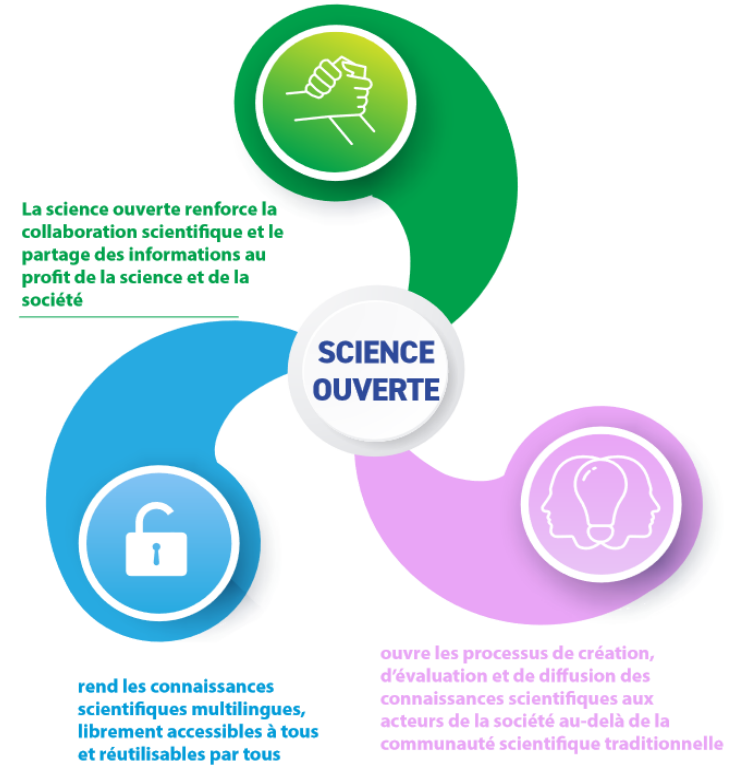 La science ouverte renforce la
collaboration scientifique et le
partage des informations au
profit de la science et de la
société
SCIENCE
OUVERTE
rend les connaissances
scientifiques multilingues,
librement accessibles à tous
et réutilisables par tous
ouvre les processus de création,
d’évaluation et de diffusion des
connaissances scientifiques aux
acteurs de la société au-delà de la
communauté scientifique traditionnelle